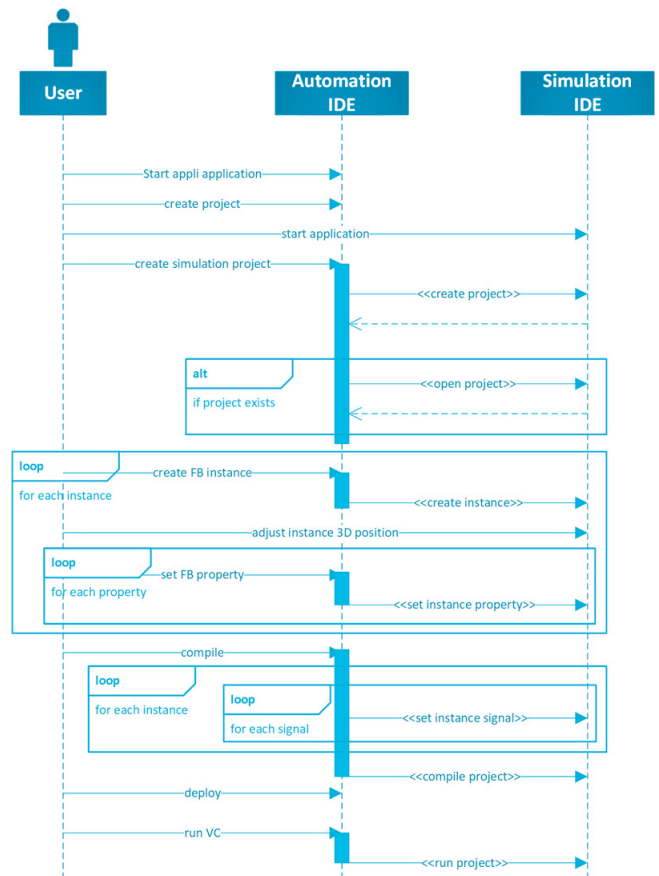 User
Automation
IDE
Simulation
IDE
Start appli application
create project
start application
create simulation project
<<create project>>
alt
if project exists
<<open project>>
loop
for each instance
create FB instance
<<create instance>>
adjust instance 3D position
loop
for each property
set FB property
<<set instance property>>
compile
loop
for each instance
loop
for each signal
<<set instance signal>>
<<compile project>>
deploy
run VC
<<run project>>